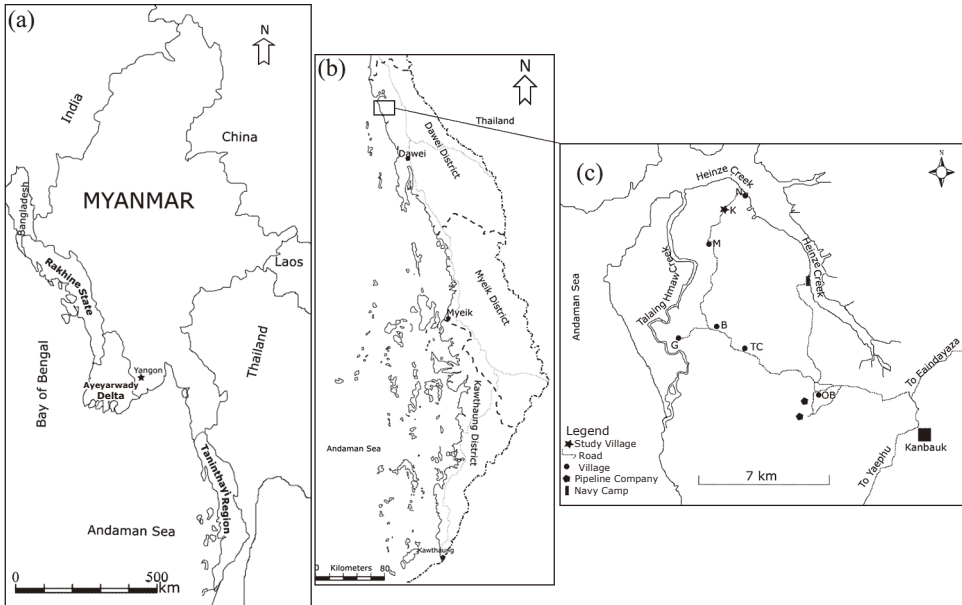 (a)
N
India
China
MYANMAR
Bangladesh
Laos
Rakhine State
Thailand
Bay of Bengal
Yangon
Ayeyarwady
Delta
Taninthayi Region
Andaman Sea
0 500
km
(b)
N
Thailand
Dawei District
Dawei
Myeik District
Myeik
Kawthaung District
Andaman Sea
Kawthaung
0 Kilometers 80
(c)
N
Heinze Creek
N
K
M
Heinze Creek
Talaing Hmaw Creek
Andaman Sea
B
G
TC
To Eaindayaza
OB
Kanbauk
To Yaephu
7 km
Legend
Study Village
Road
Village
Pipeline Company
Navy Camp